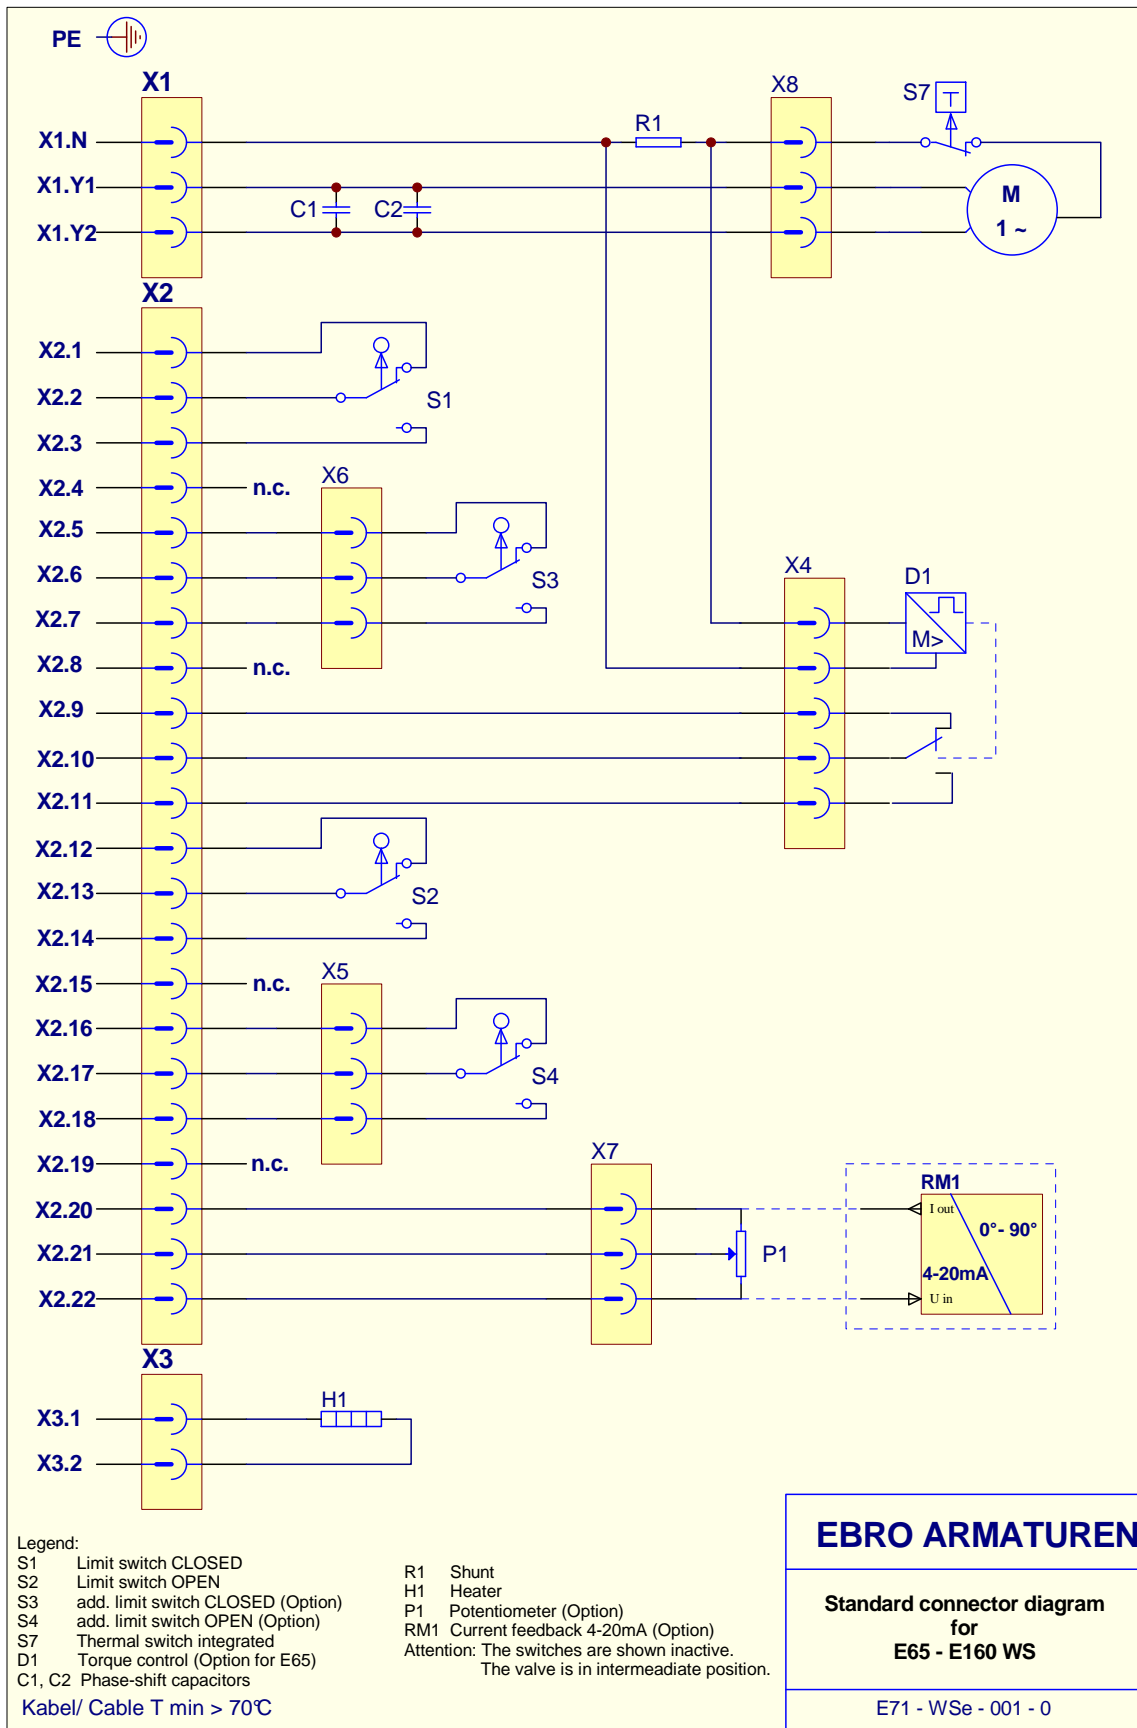 PE
X1
X8
S7
T
X1.N
R1
X1.Y1
C1
C2
M
1 ~
X1.Y2
X2
X2.1
X2.2
S1
X2.3
X2.4
n.c.
X6
X2.5
X2.6
S3
X4
D1
X2.7
M>
X2.8
n.c.
X2.9
X2.10
X2.11
X2.12
X2.13
S2
X2.14
X2.15
n.c.
X5
X2.16
X2.17
S4
X2.18
X2.19
n.c.
X7
RM1
X2.20
I out
0°- 90°
X2.21
P1
4-20mA
X2.22
U in
X3
X3.1
H1
X3.2
Legend:
S1 Limit switch CLOSED
S2 Limit switch OPEN
S3 add. limit switch CLOSED (Option)
S4 add. limit switch OPEN (Option)
S7 Thermal switch integrated
D1 Torque control (Option for E65)
C1, C2 Phase-shift capacitors
Kabel/ Cable T min > 70°C
R1 Shunt
H1 Heater
P1 Potentiometer (Option)
RM1 Current feedback 4-20mA (Option)
Attention: The switches are shown inactive.
The valve is in intermeadiate position.
EBRO ARMATUREN
Standard connector diagram
for
E65 - E160 WS
E71 - WSe - 001 - 0